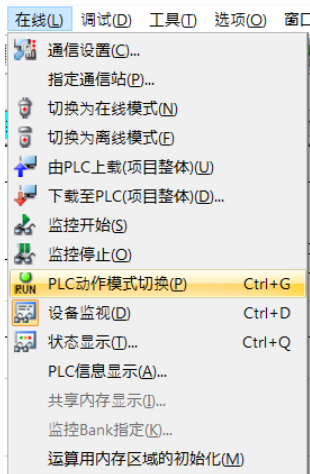 在线(L) 调试(D) 工具(T) 选项(O) 窗口
通信设置(C)...
指定通信站(P)...
切换为在线模式(N)
切换为离线模式(F)
由PLC上载(项目整体)(U)
下载至PLC(项目整体)(D)...
监控开始(S)
监控停止(O)
RUN PLC动作模式切换(P) Ctrl+G
设备监视(D) Ctrl+D
状态显示(T)... Ctrl+Q
PLC信息显示(A)...
共享内存显示(I)...
监控Bank指定(K)...
运算用内存区域的初始化(M)